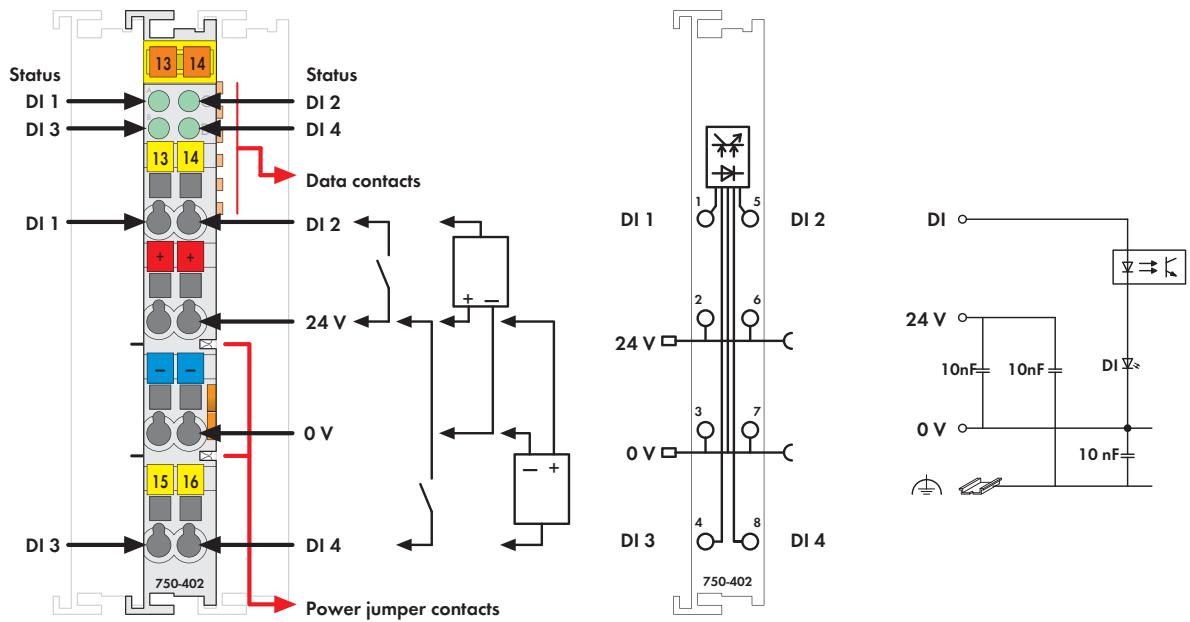 13 14
Status Status
A C
DI 1 DI 2
B D
DI 3 DI 4
13 14
Data contacts
DI 1 DI 2
+ +
+ −
24 V
− −
0 V
− +
15 16
DI 3 DI 4
750-402
Power jumper contacts
1 5
DI 1 DI 2
2 6
24 V
3 7
0 V
4 8
DI 3 DI 4
750-402
DI
24 V
10nF 10nF DI
0 V
10 nF